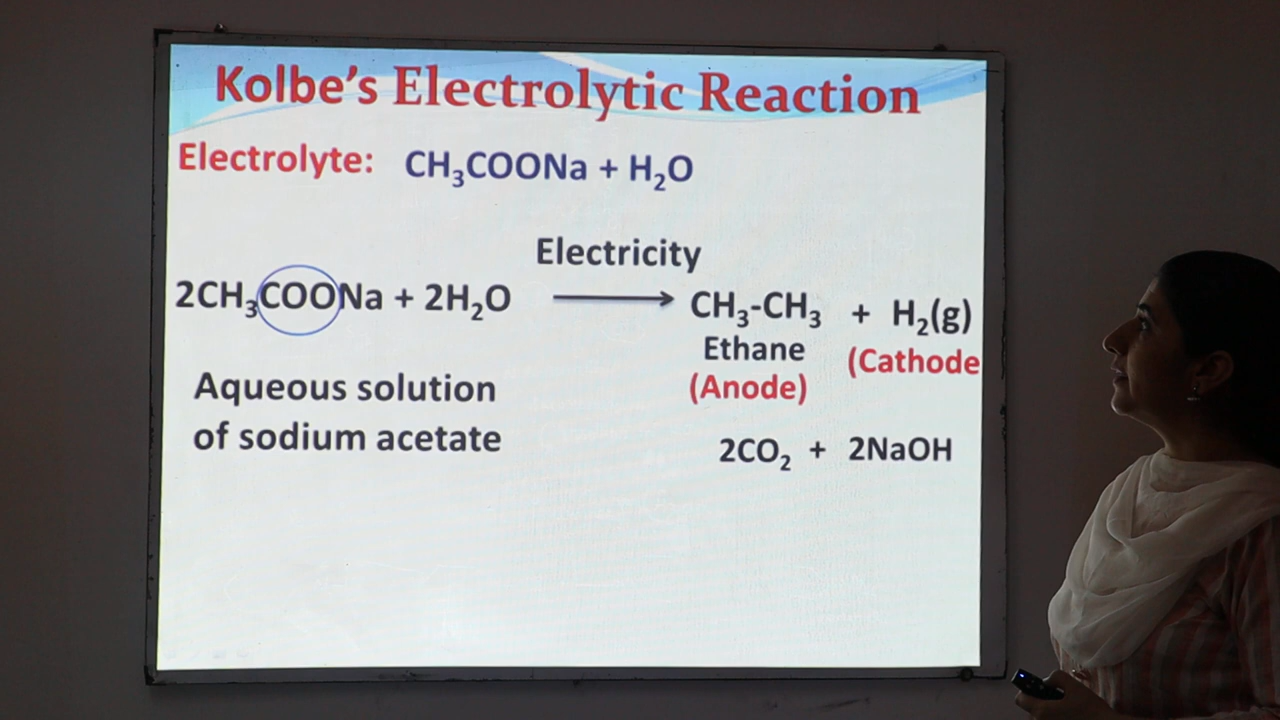 Kolbe's Electrolytic Reaction
Electrolyte: CH₃COONa + H₂O
Electricity
2CH₃COONa + 2H₂O ⟶ CH₃-CH₃ + H₂(g)
Ethane (Cathode
(Anode)
Aqueous solution
of sodium acetate
2CO₂ + 2NaOH